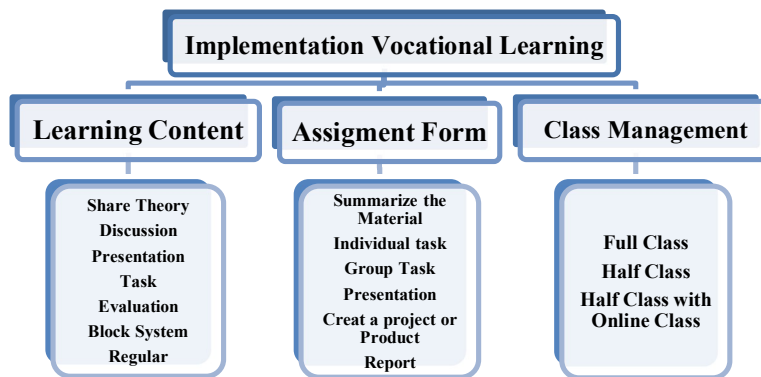 Implementation Vocational Learning
Learning Content
Assigment Form
Class Management
Share Theory
Discussion
Presentation
Task
Evaluation
Block System
Regular
Summarize the
Material
Individual task
Group Task
Presentation
Creat a project or
Product
Report
Full Class
Half Class
Half Class with
Online Class